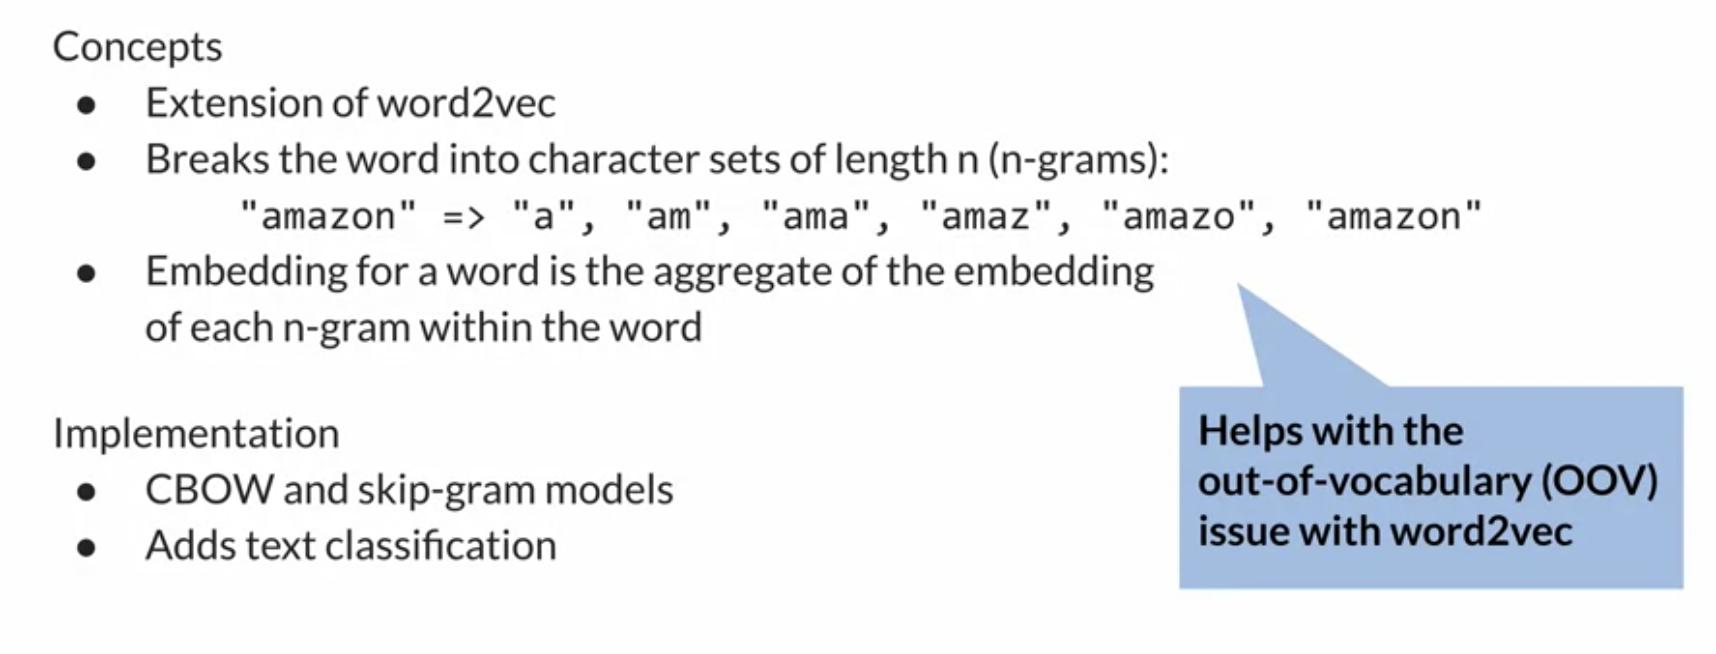 Concepts
● Extension of word2vec
● Breaks the word into character sets of length n (n-grams):
"amazon" => "a", "am", "ama", "amaz", "amazo", "amazon"
● Embedding for a word is the aggregate of the embedding
of each n-gram within the word
Implementation
● CBOW and skip-gram models
● Adds text classification
Helps with the
out-of-vocabulary (OOV)
issue with word2vec